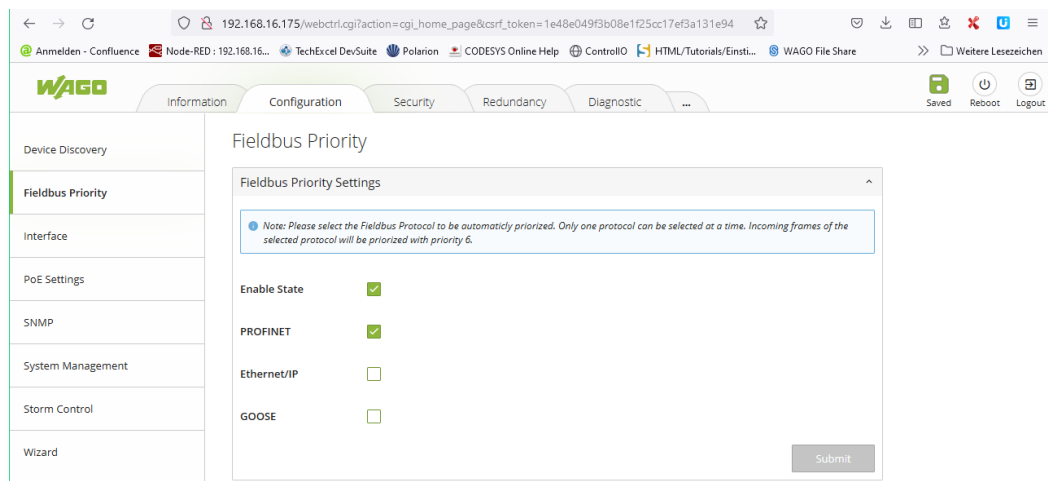 192.168.16.175/webctrl.cgi?action=cgi_home_page&csrf_token=1e48e049f3b08e1f25cc17ef3a131e94
Anmelden - Confluence Node-RED : 192.168.16... TechExcel DevSuite Polarion CODESYS Online Help ControlIO HTML/Tutorials/Einsti... WAGO File Share Weitere Lesezeichen
WAGO
Information Configuration Security Redundancy Diagnostic ...
Saved Reboot Logout
Device Discovery
Fieldbus Priority
Interface
PoE Settings
SNMP
System Management
Storm Control
Wizard
Fieldbus Priority
Fieldbus Priority Settings
Note: Please select the Fieldbus Protocol to be automaticly priorized. Only one protocol can be selected at a time. Incoming frames of the
selected protocol will be priorized with priority 6.
Enable State
PROFINET
Ethernet/IP
GOOSE
Submit